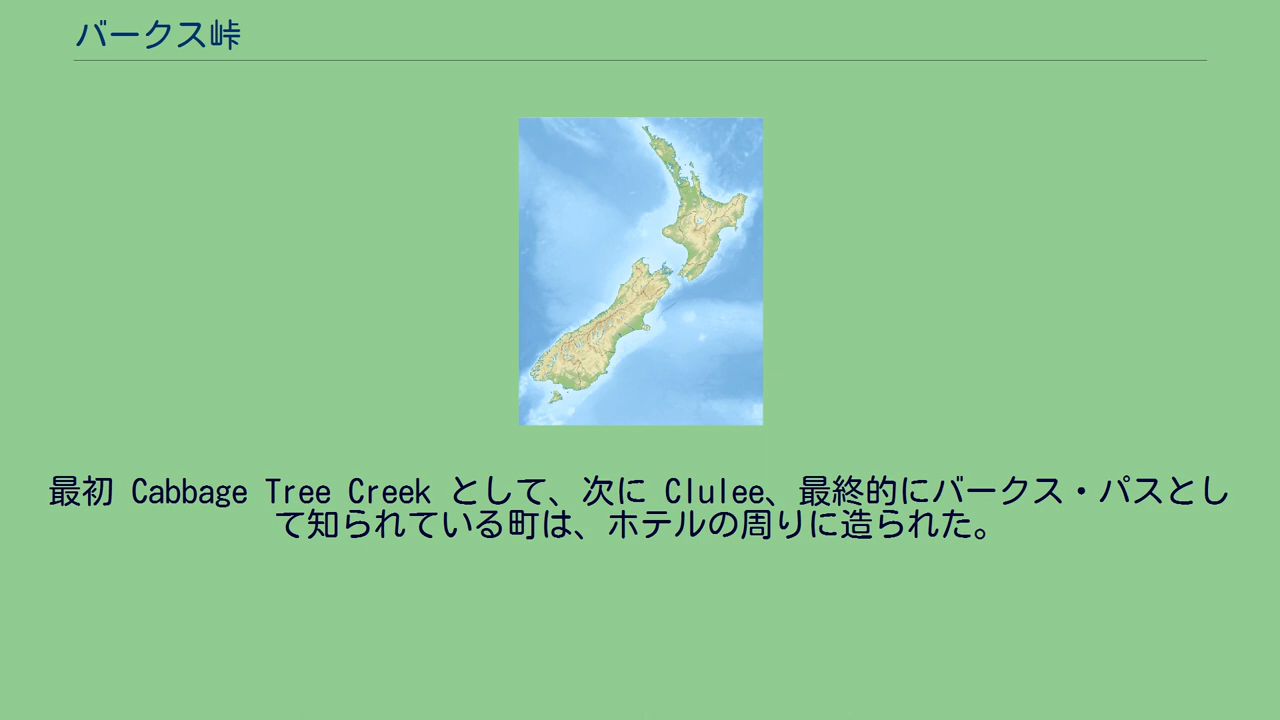 バークス峠
最初 Cabbage Tree Creek として、次に Clulee、最終的にバークス・パスとし
て知られている町は、ホテルの周りに造られた。